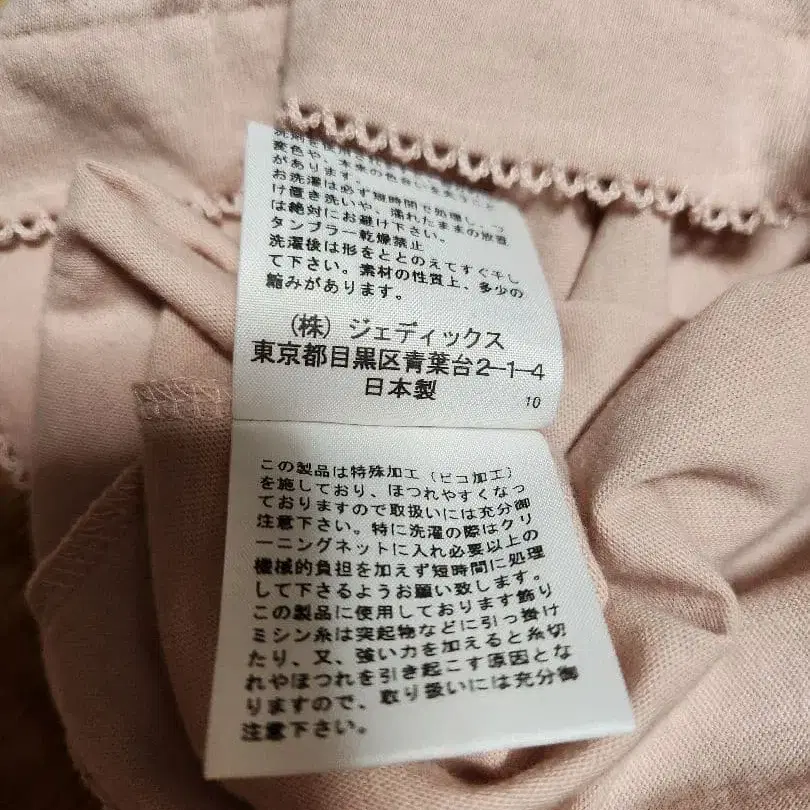 変色や、本来の色合いを
があります。
お洗濯は必ず短時間で処理し、つ
け置き洗いや、濡れたままの放置
は絶対にお避け下さい。
タンブラー乾燥禁止
洗濯後は形をととのえてすぐ干し
て下さい。素材の性質上、多少の
縮みがあります。
(株) ジェディックス
東京都目黒区青葉台2-1-4
日本製
10
この製品は特殊加工（ピコ加工）
を施しており、ほつれやすくなっ
ておりますので取扱いには充分御
注意下さい。特に洗濯の際はクリ
ーニングネットに入れ必要以上の
機械的負担を加えず短時間に処理
して下さるようお願い致します。
この製品に使用しております飾り
ミシン糸は突起物などに引っ掛け
たり、又、強い力を加えると糸切
れやほつれを引き起こす原因とな
りますので、取り扱いには充分御
注意下さい。